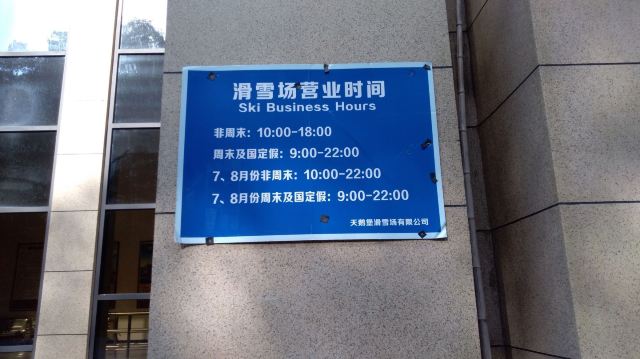 滑雪场营业时间
Ski Business Hours
非周末：10:00-18:00
周末及国定假：9:00-22:00
7、8月份非周末：10:00-22:00
7、8月份周末及国定假：9:00-22:00
天鹅堡滑雪场有限公司